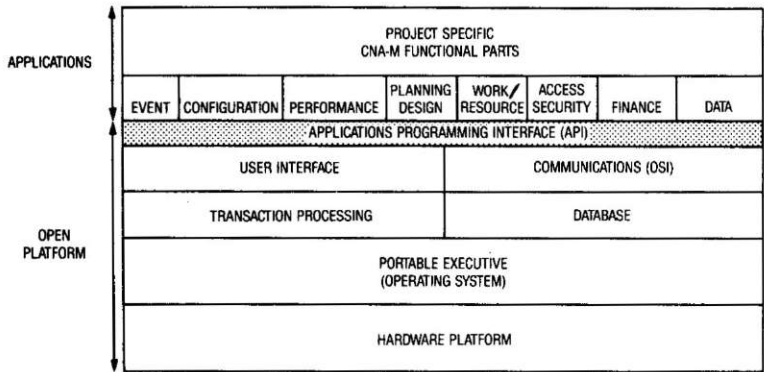 PROJECT SPECIFIC
CNA-M FUNCTIONAL PARTS
APPLICATIONS
EVENT
CONFIGURATION
PERFORMANCE
PLANNING
DESIGN
WORK/
RESOURCE
ACCESS
SECURITY
FINANCE
DATA
APPLICATIONS PROGRAMMING INTERFACE (API)
USER INTERFACE
COMMUNICATIONS (OSI)
TRANSACTION PROCESSING
DATABASE
OPEN
PLATFORM
PORTABLE EXECUTIVE
(OPERATING SYSTEM)
HARDWARE PLATFORM